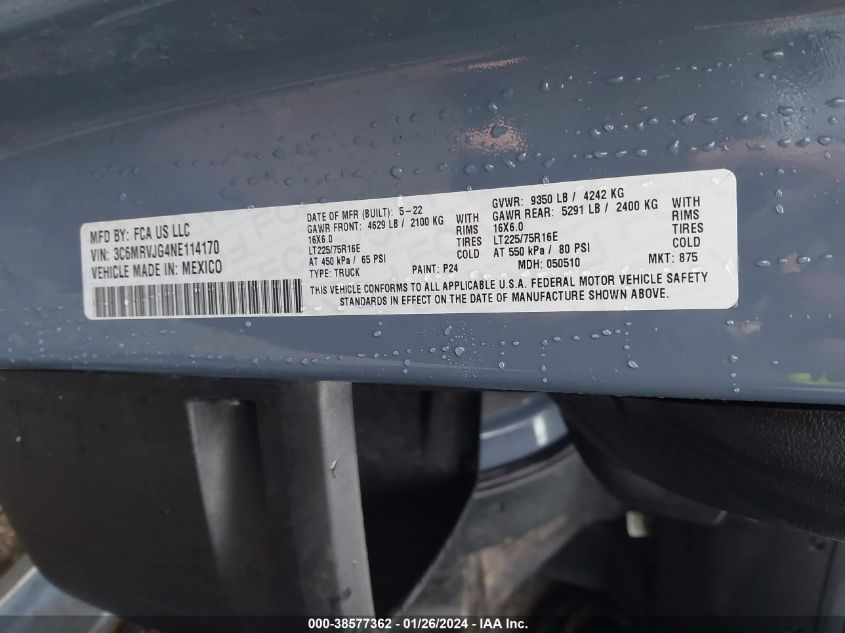 MFD BY: FCA US LLC
VIN: 3C6MRVJG4NE114170
VEHICLE MADE IN: MEXICO
DATE OF MFR (BUILT): 5-22
GAWR FRONT: 4629 LB / 2100 KG WITH
16X6.0 RIMS
LT225/75R16E TIRES
AT 450 kPa / 65 PSI COLD
TYPE: TRUCK PAINT: P24
GVWR: 9350 LB / 4242 KG
GAWR REAR: 5291 LB / 2400 KG WITH
16X6.0 RIMS
LT225/75R16E TIRES
AT 550 kPa / 80 PSI COLD
MDH: 050510 MKT: 875
THIS VEHICLE CONFORMS TO ALL APPLICABLE U.S.A. FEDERAL MOTOR VEHICLE SAFETY
STANDARDS IN EFFECT ON THE DATE OF MANUFACTURE SHOWN ABOVE.
000-38577362 - 01/26/2024 - IAA Inc.